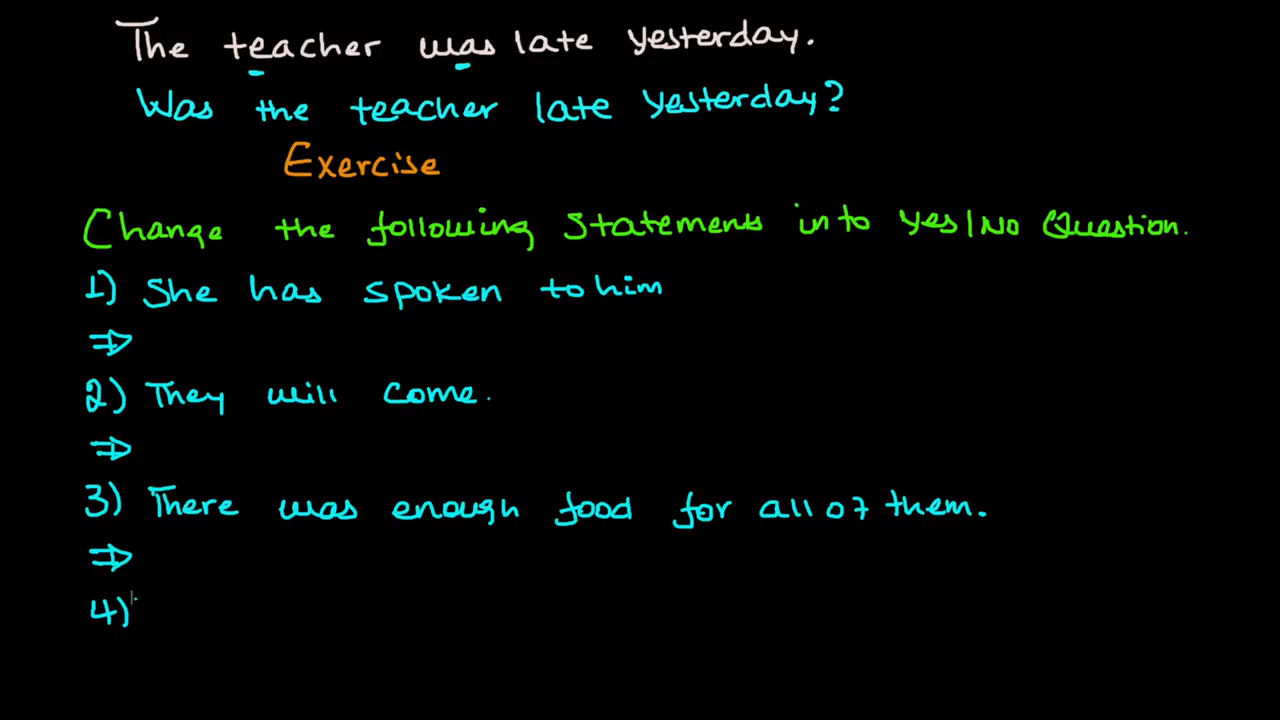 The teacher was late yesterday.
Was the teacher late yesterday?
Exercise
Change the following statements in to yes/No Question.
1) She has spoken to him
⇒
2) They will come.
⇒
3) There was enough food for all of them.
⇒
4)